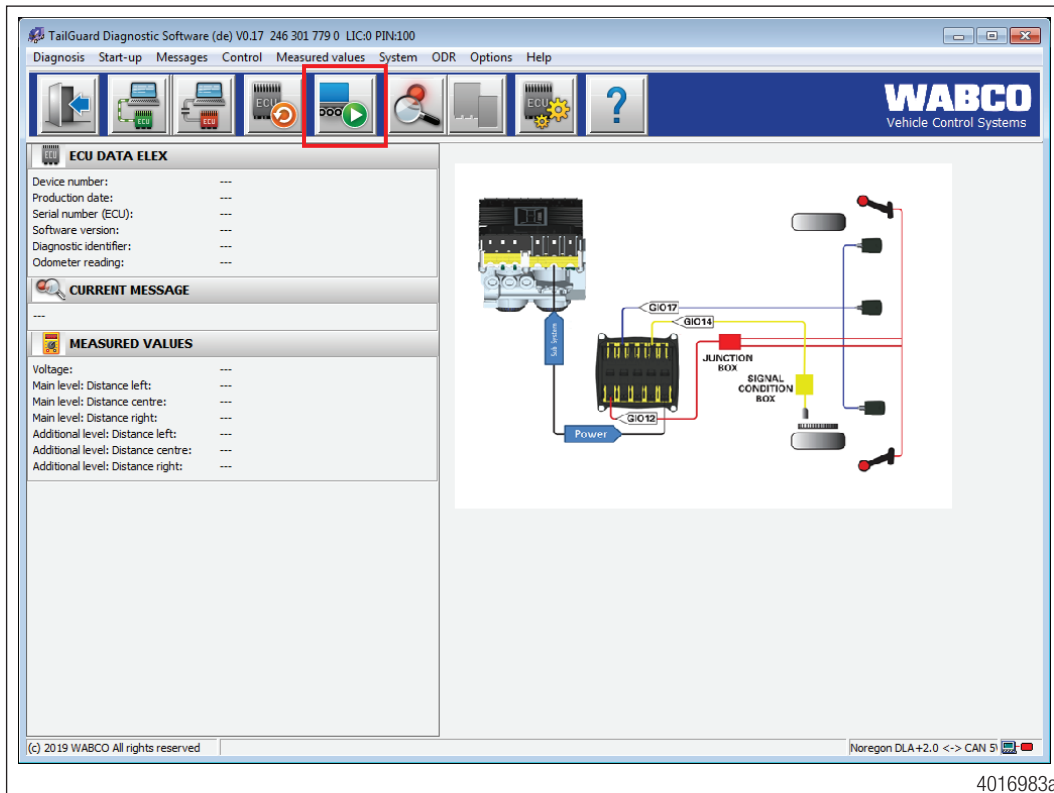 TailGuard Diagnostic Software (de) V0.17 246 301 779 0 LIC:0 PIN:100
Diagnosis Start-up Messages Control Measured values System ODR Options Help
ECU
ECU
ECU
ECU
?
WABCO
Vehicle Control Systems
ECU DATA ELEX
Device number: ---
Production date: ---
Serial number (ECU): ---
Software version: ---
Diagnostic identifier: ---
Odometer reading: ---
CURRENT MESSAGE
---
MEASURED VALUES
Voltage: ---
Main level: Distance left: ---
Main level: Distance centre: ---
Main level: Distance right: ---
Additional level: Distance left: ---
Additional level: Distance centre: ---
Additional level: Distance right: ---
GIO17
GIO14
Sub System
JUNCTION
BOX
SIGNAL
CONDITION
BOX
GIO12
Power
(c) 2019 WABCO All rights reserved
Noregon DLA+2.0 <-> CAN 5
4016983a